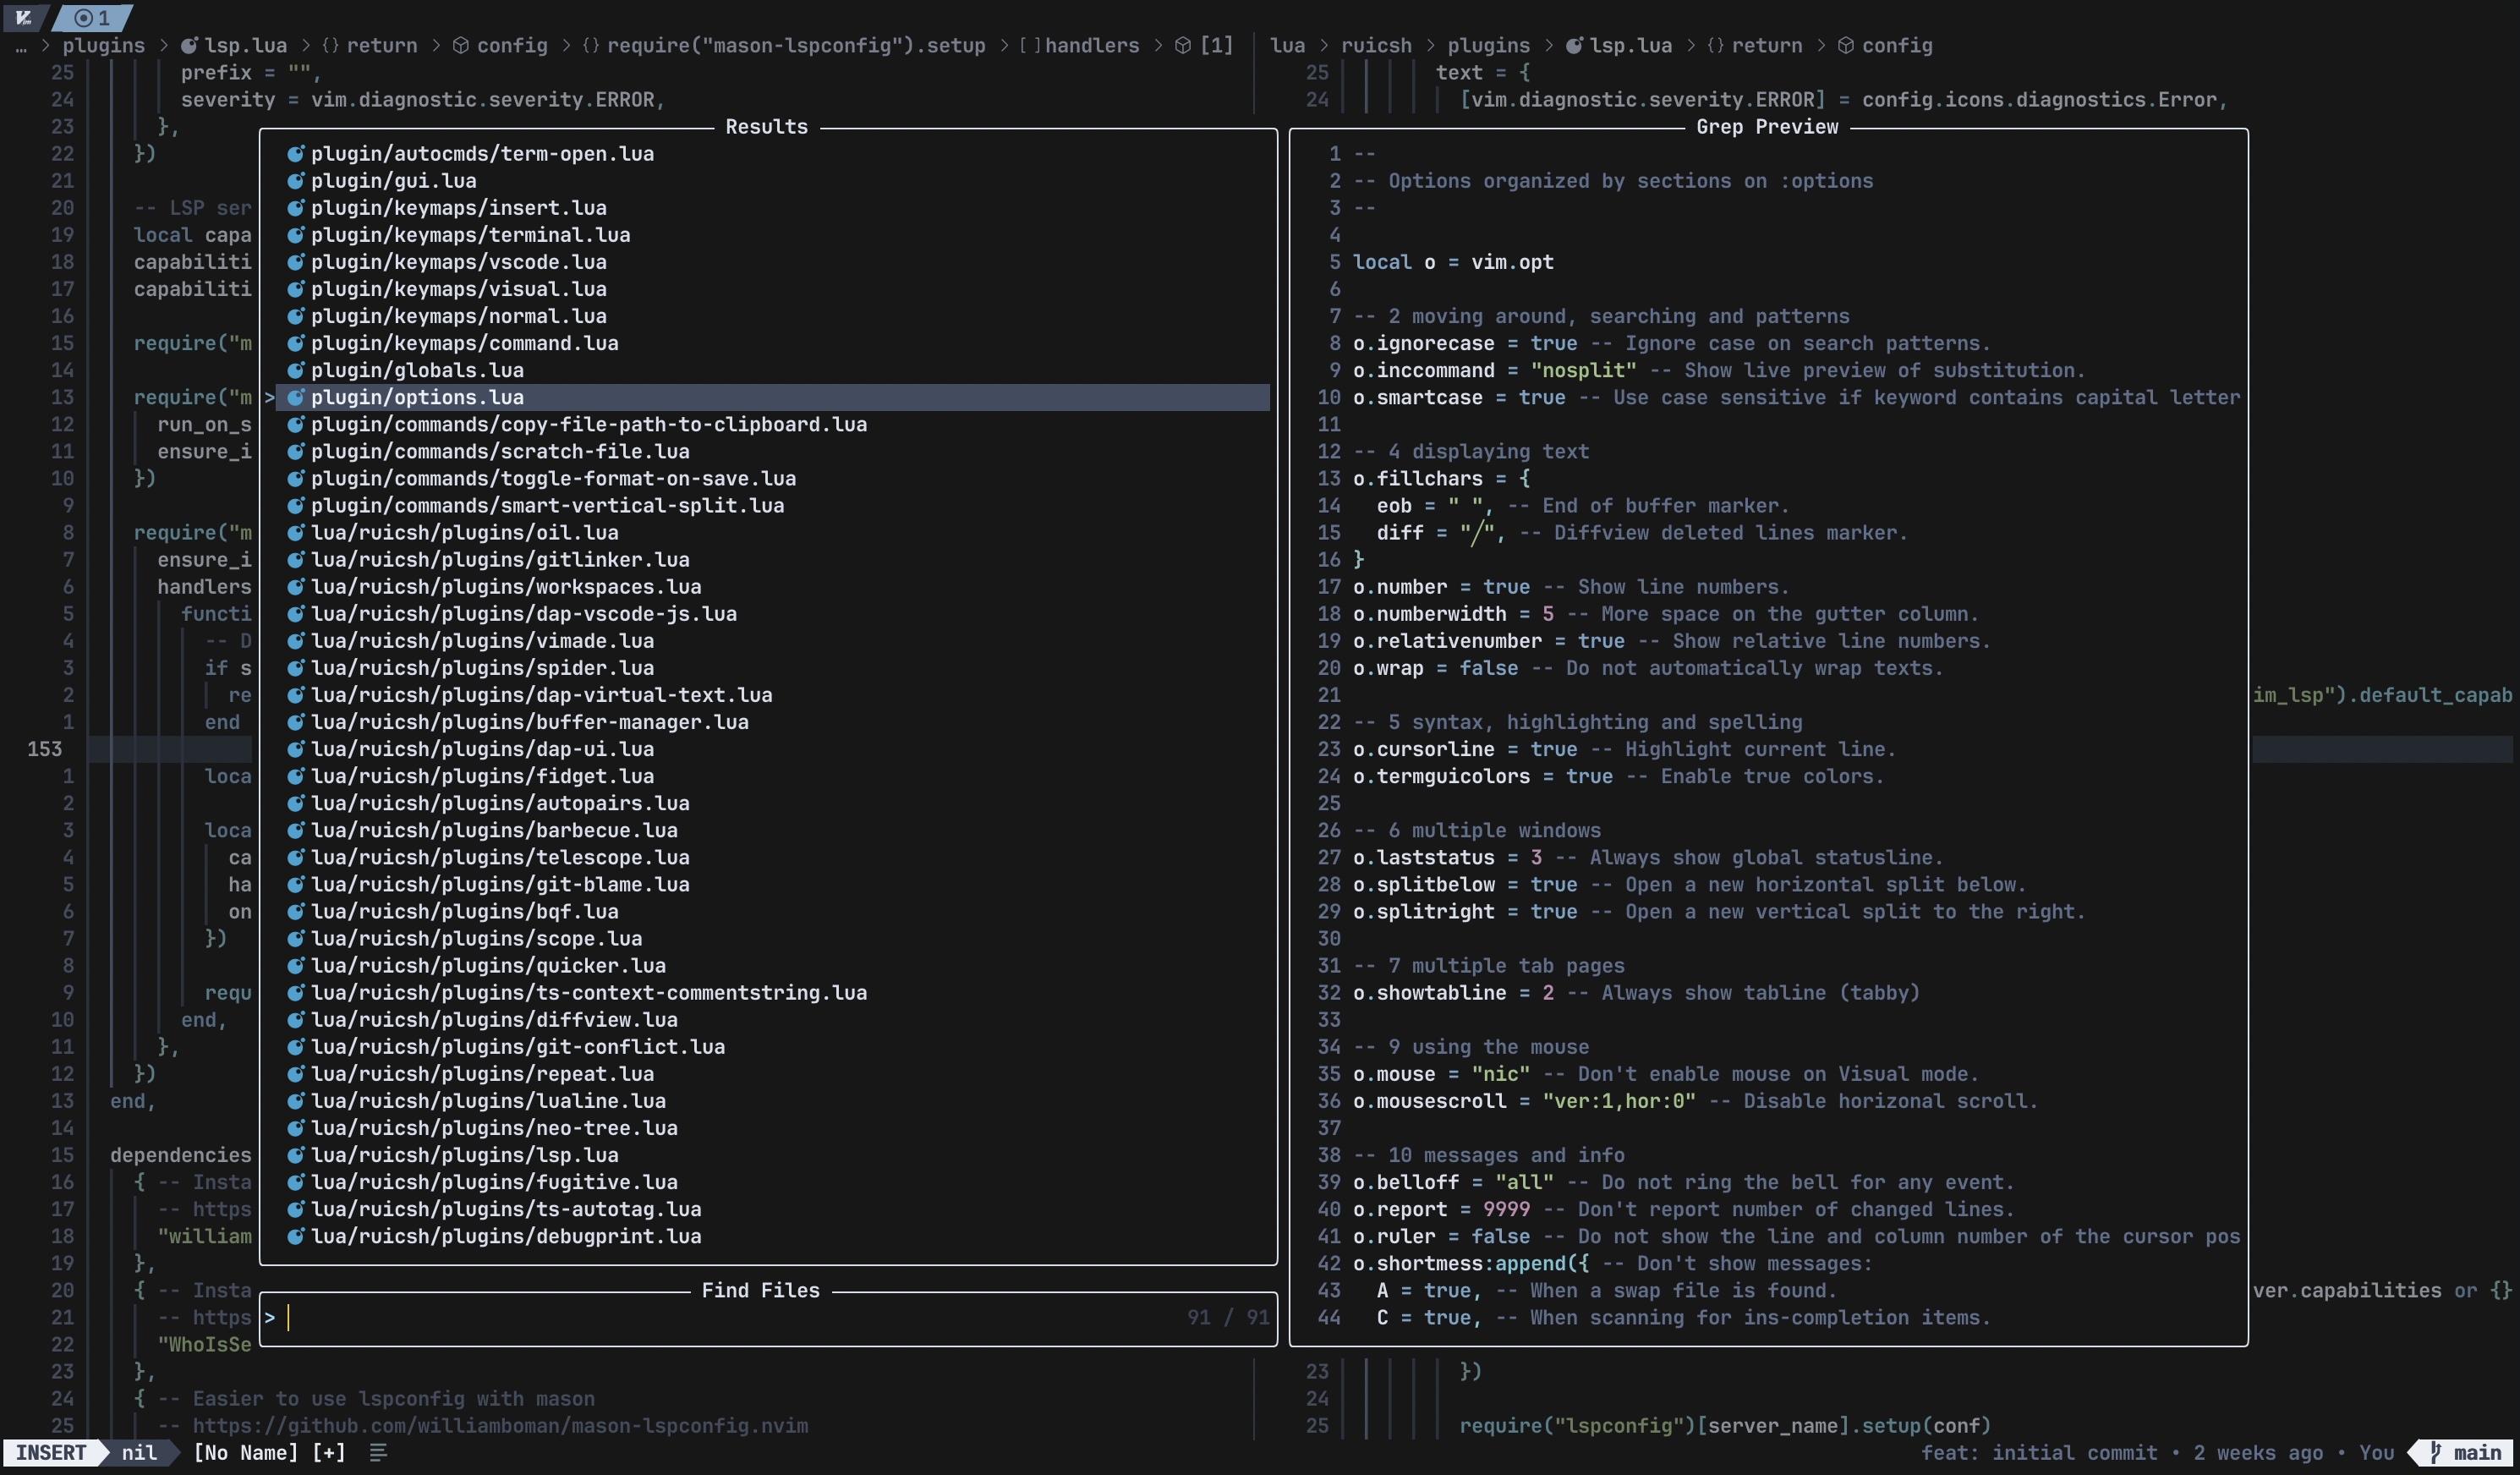 1
… > plugins > lsp.lua > {} return > config > {} require("mason-lspconfig").setup > [ ] handlers > [1]
lua > ruicsh > plugins > lsp.lua > {} return > config
25 prefix = "",
24 severity = vim.diagnostic.severity.ERROR,
23 },
22 })
21
20 -- LSP ser
19 local capa
18 capabiliti
17 capabiliti
16
15 require("m
14
13 require("m
12 run_on_s
11 ensure_i
10 })
9
8 require("m
7 ensure_i
6 handlers
5 functi
4 -- D
3 if s
2 re
1 end
153
1 loca
2
3 loca
4 ca
5 ha
6 on
7 })
8
9 requ
10 end,
11 },
12 })
13 end,
14
15 dependencies
16 { -- Insta
17 -- https
18 "william
19 },
20 { -- Insta
21 -- https
22 "WhoIsSe
23 },
24 { -- Easier to use lspconfig with mason
25 -- https://github.com/williamboman/mason-lspconfig.nvim
25 text = {
24 [vim.diagnostic.severity.ERROR] = config.icons.diagnostics.Error,
Results
plugin/autocmds/term-open.lua
plugin/gui.lua
plugin/keymaps/insert.lua
plugin/keymaps/terminal.lua
plugin/keymaps/vscode.lua
plugin/keymaps/visual.lua
plugin/keymaps/normal.lua
plugin/keymaps/command.lua
plugin/globals.lua
> plugin/options.lua
plugin/commands/copy-file-path-to-clipboard.lua
plugin/commands/scratch-file.lua
plugin/commands/toggle-format-on-save.lua
plugin/commands/smart-vertical-split.lua
lua/ruicsh/plugins/oil.lua
lua/ruicsh/plugins/gitlinker.lua
lua/ruicsh/plugins/workspaces.lua
lua/ruicsh/plugins/dap-vscode-js.lua
lua/ruicsh/plugins/vimade.lua
lua/ruicsh/plugins/spider.lua
lua/ruicsh/plugins/dap-virtual-text.lua
lua/ruicsh/plugins/buffer-manager.lua
lua/ruicsh/plugins/dap-ui.lua
lua/ruicsh/plugins/fidget.lua
lua/ruicsh/plugins/autopairs.lua
lua/ruicsh/plugins/barbecue.lua
lua/ruicsh/plugins/telescope.lua
lua/ruicsh/plugins/git-blame.lua
lua/ruicsh/plugins/bqf.lua
lua/ruicsh/plugins/scope.lua
lua/ruicsh/plugins/quicker.lua
lua/ruicsh/plugins/ts-context-commentstring.lua
lua/ruicsh/plugins/diffview.lua
lua/ruicsh/plugins/git-conflict.lua
lua/ruicsh/plugins/repeat.lua
lua/ruicsh/plugins/lualine.lua
lua/ruicsh/plugins/neo-tree.lua
lua/ruicsh/plugins/lsp.lua
lua/ruicsh/plugins/fugitive.lua
lua/ruicsh/plugins/ts-autotag.lua
lua/ruicsh/plugins/debugprint.lua
Find Files
> 91 / 91
Grep Preview
1 --
2 -- Options organized by sections on :options
3 --
4
5 local o = vim.opt
6
7 -- 2 moving around, searching and patterns
8 o.ignorecase = true -- Ignore case on search patterns.
9 o.inccommand = "nosplit" -- Show live preview of substitution.
10 o.smartcase = true -- Use case sensitive if keyword contains capital letter
11
12 -- 4 displaying text
13 o.fillchars = {
14 eob = " ", -- End of buffer marker.
15 diff = "╱", -- Diffview deleted lines marker.
16 }
17 o.number = true -- Show line numbers.
18 o.numberwidth = 5 -- More space on the gutter column.
19 o.relativenumber = true -- Show relative line numbers.
20 o.wrap = false -- Do not automatically wrap texts.
21
22 -- 5 syntax, highlighting and spelling
23 o.cursorline = true -- Highlight current line.
24 o.termguicolors = true -- Enable true colors.
25
26 -- 6 multiple windows
27 o.laststatus = 3 -- Always show global statusline.
28 o.splitbelow = true -- Open a new horizontal split below.
29 o.splitright = true -- Open a new vertical split to the right.
30
31 -- 7 multiple tab pages
32 o.showtabline = 2 -- Always show tabline (tabby)
33
34 -- 9 using the mouse
35 o.mouse = "nic" -- Don't enable mouse on Visual mode.
36 o.mousescroll = "ver:1,hor:0" -- Disable horizonal scroll.
37
38 -- 10 messages and info
39 o.belloff = "all" -- Do not ring the bell for any event.
40 o.report = 9999 -- Don't report number of changed lines.
41 o.ruler = false -- Do not show the line and column number of the cursor pos
42 o.shortmess:append({ -- Don't show messages:
43 A = true, -- When a swap file is found.
44 C = true, -- When scanning for ins-completion items.
im_lsp").default_capab
ver.capabilities or {}
23 })
24
25 require("lspconfig")[server_name].setup(conf)
INSERT nil [No Name] [+]
feat: initial commit • 2 weeks ago • You main